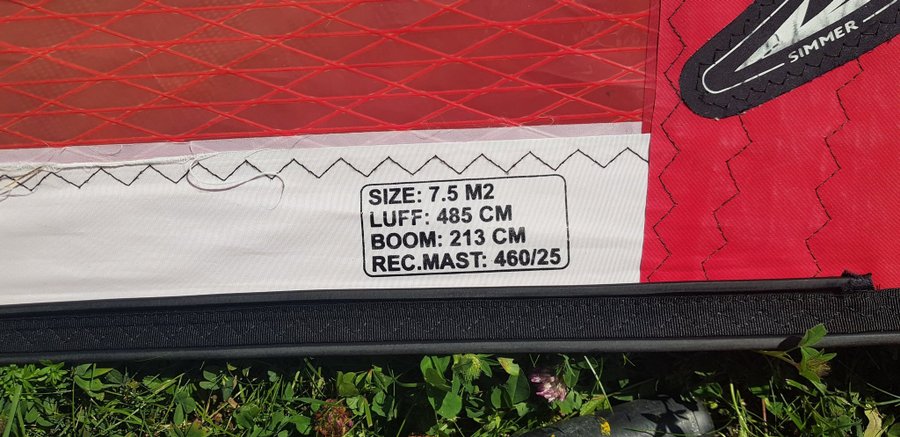 SIMMER
SIZE: 7.5 M2
LUFF: 485 CM
BOOM: 213 CM
REC.MAST: 460/25